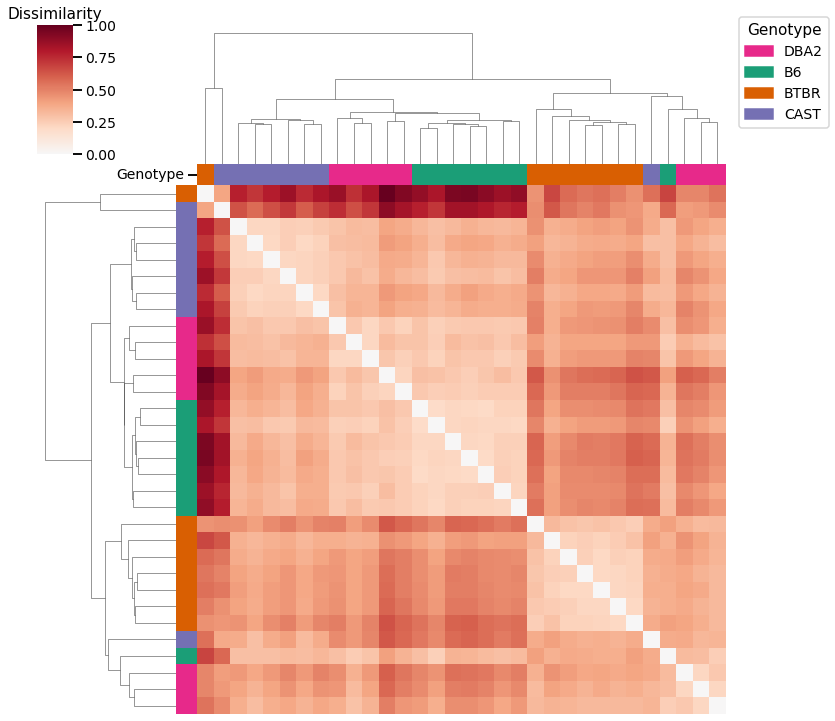 Dissimilarity
1.00
0.75
0.50
0.25
0.00
Genotype
Genotype
DBA2
B6
BTBR
CAST